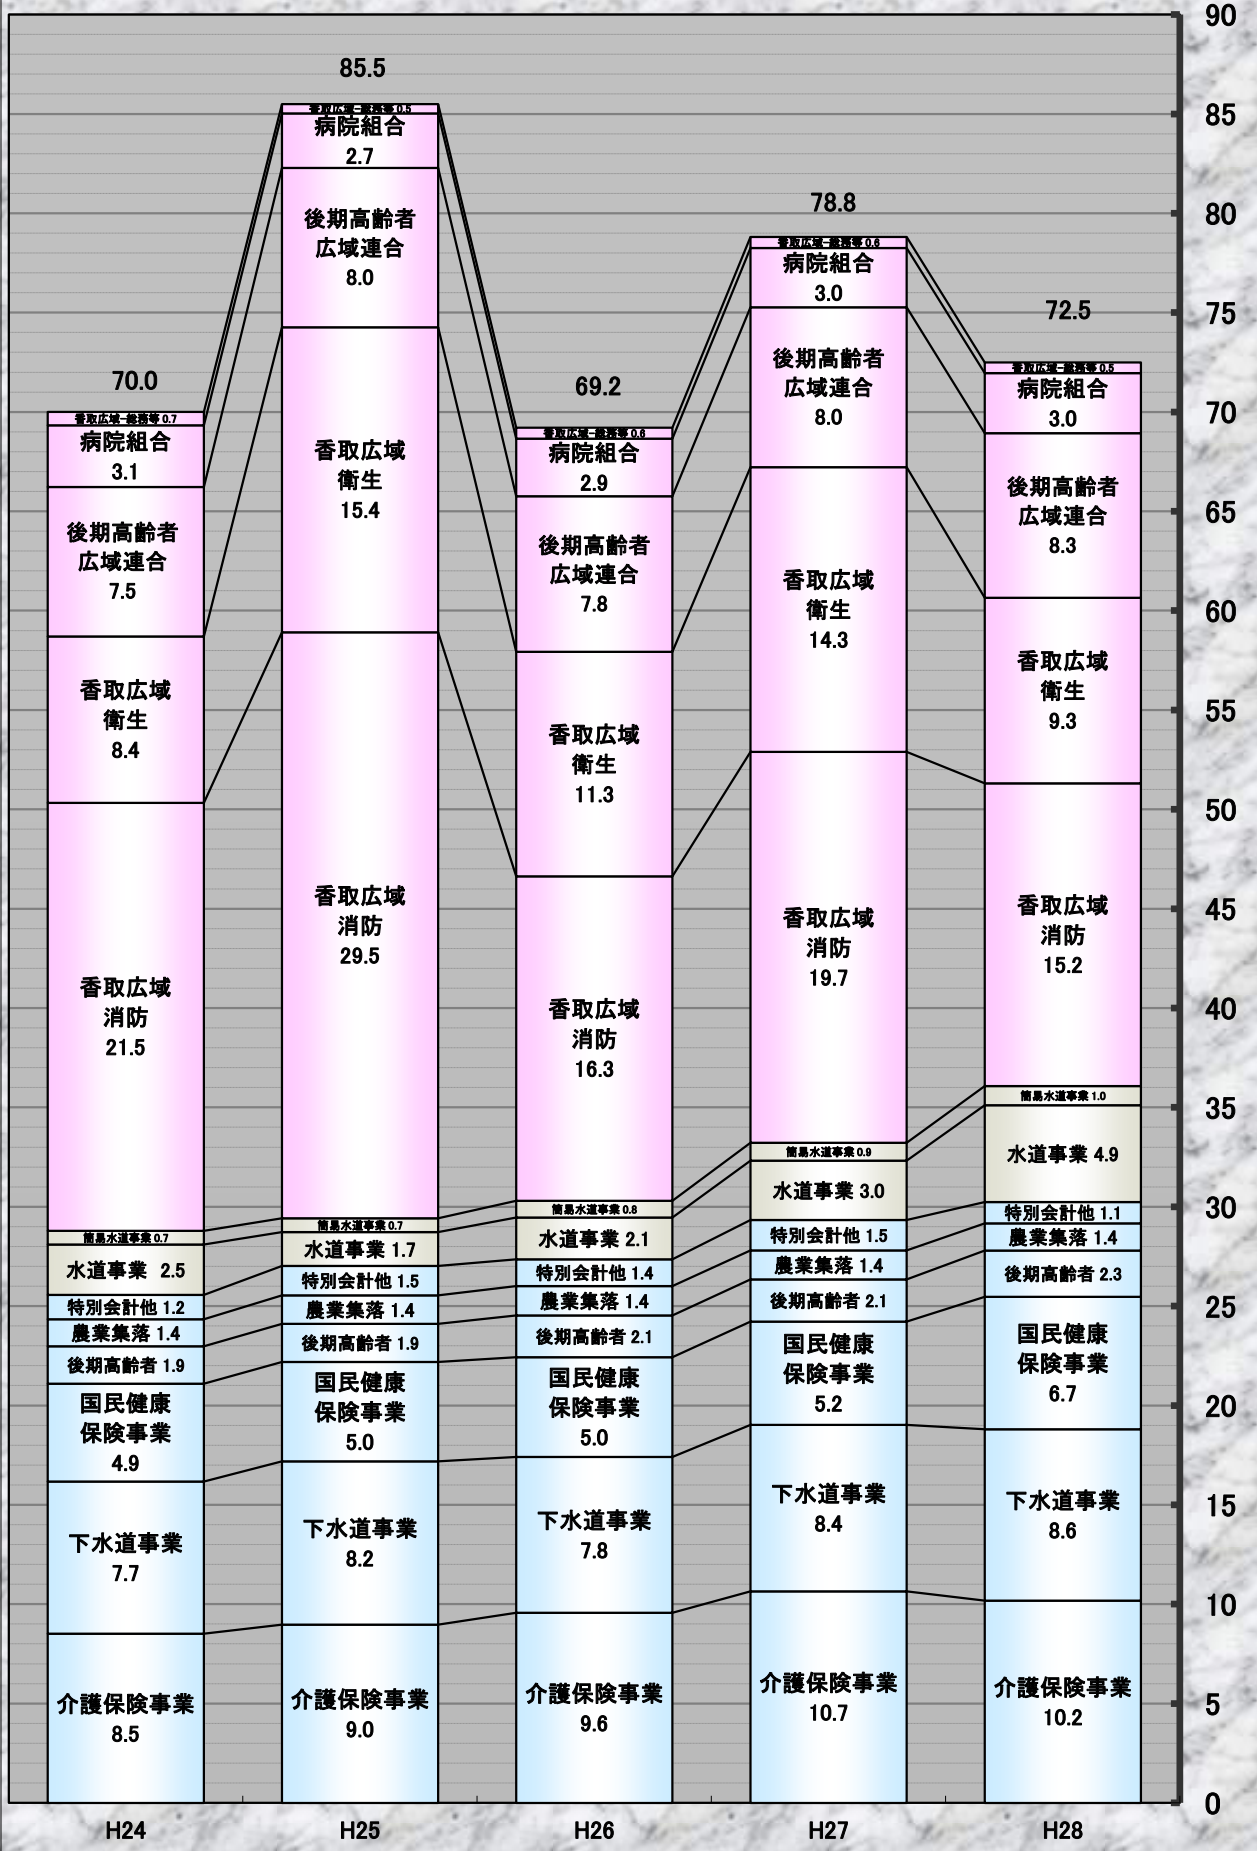 70.0
香取広域-総務等 0.7
病院組合
3.1
後期高齢者
広域連合
7.5
香取広域
衛生
8.4
香取広域
消防
21.5
簡易水道事業 0.7
水道事業 2.5
特別会計他 1.2
農業集落 1.4
後期高齢者 1.9
国民健康
保険事業
4.9
下水道事業
7.7
介護保険事業
8.5
H24
85.5
香取広域-総務等 0.5
病院組合
2.7
後期高齢者
広域連合
8.0
香取広域
衛生
15.4
香取広域
消防
29.5
簡易水道事業 0.7
水道事業 1.7
特別会計他 1.5
農業集落 1.4
後期高齢者 1.9
国民健康
保険事業
5.0
下水道事業
8.2
介護保険事業
9.0
H25
69.2
香取広域-総務等 0.6
病院組合
2.9
後期高齢者
広域連合
7.8
香取広域
衛生
11.3
香取広域
消防
16.3
簡易水道事業 0.8
水道事業 2.1
特別会計他 1.4
農業集落 1.4
後期高齢者 2.1
国民健康
保険事業
5.0
下水道事業
7.8
介護保険事業
9.6
H26
78.8
香取広域-総務等 0.6
病院組合
3.0
後期高齢者
広域連合
8.0
香取広域
衛生
14.3
香取広域
消防
19.7
簡易水道事業 0.9
水道事業 3.0
特別会計他 1.5
農業集落 1.4
後期高齢者 2.1
国民健康
保険事業
5.2
下水道事業
8.4
介護保険事業
10.7
H27
72.5
香取広域-総務等 0.5
病院組合
3.0
後期高齢者
広域連合
8.3
香取広域
衛生
9.3
香取広域
消防
15.2
簡易水道事業 1.0
水道事業 4.9
特別会計他 1.1
農業集落 1.4
後期高齢者 2.3
国民健康
保険事業
6.7
下水道事業
8.6
介護保険事業
10.2
H28
90
85
80
75
70
65
60
55
50
45
40
35
30
25
20
15
10
5
0